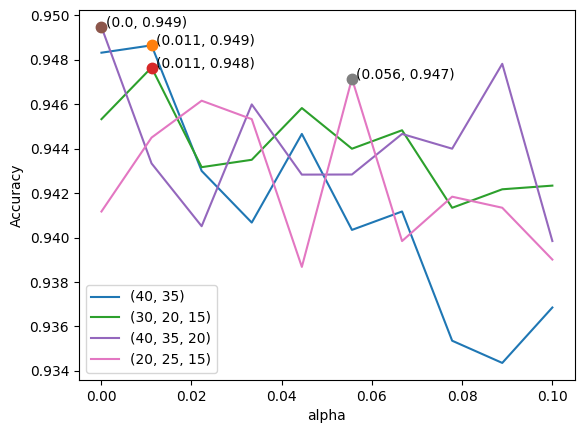 0.950
0.948
0.946
0.944
0.942
0.940
0.938
0.936
0.934
Accuracy
(0.0, 0.949)
(0.011, 0.949)
(0.011, 0.948)
(0.056, 0.947)
(40, 35)
(30, 20, 15)
(40, 35, 20)
(20, 25, 15)
0.00 0.02 0.04 0.06 0.08 0.10
alpha